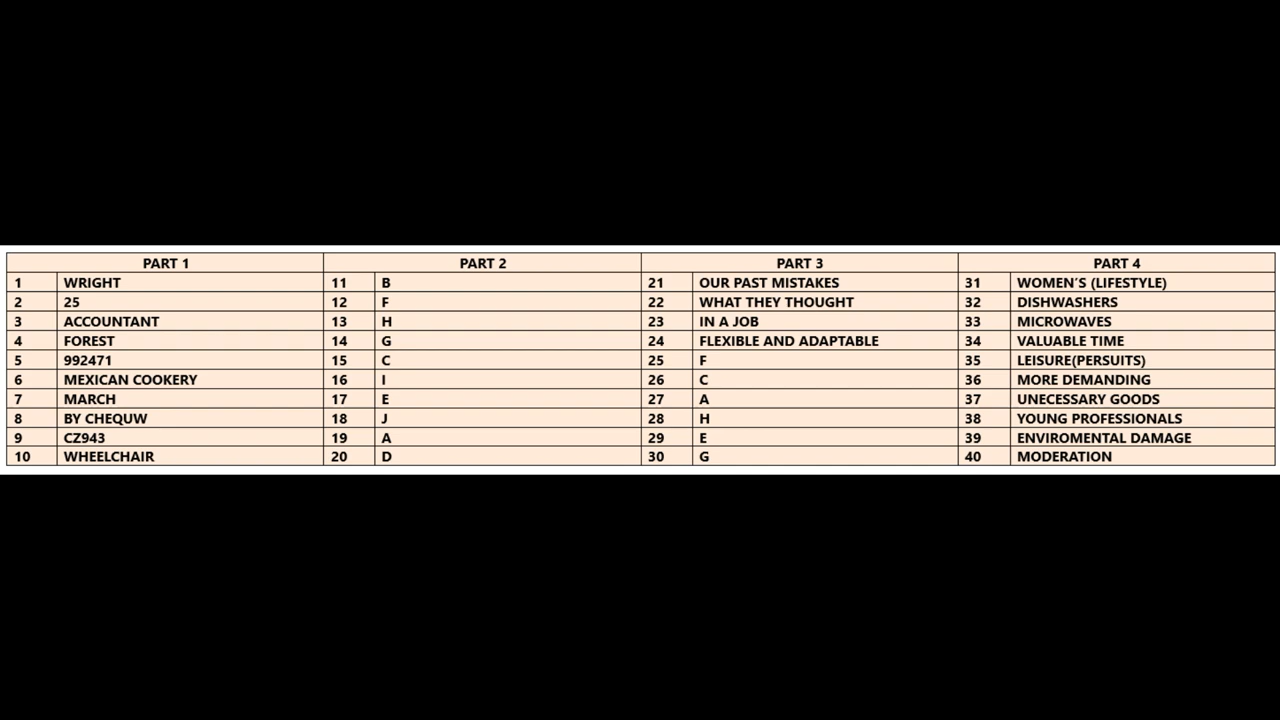 PART 1 PART 2 PART 3 PART 4
1 WRIGHT 11 B 21 OUR PAST MISTAKES 31 WOMEN'S (LIFESTYLE)
2 25 12 F 22 WHAT THEY THOUGHT 32 DISHWASHERS
3 ACCOUNTANT 13 H 23 IN A JOB 33 MICROWAVES
4 FOREST 14 G 24 FLEXIBLE AND ADAPTABLE 34 VALUABLE TIME
5 992471 15 C 25 F 35 LEISURE(PERSUITS)
6 MEXICAN COOKERY 16 I 26 C 36 MORE DEMANDING
7 MARCH 17 E 27 A 37 UNECESSARY GOODS
8 BY CHEQUW 18 J 28 H 38 YOUNG PROFESSIONALS
9 CZ943 19 A 29 E 39 ENVIROMENTAL DAMAGE
10 WHEELCHAIR 20 D 30 G 40 MODERATION